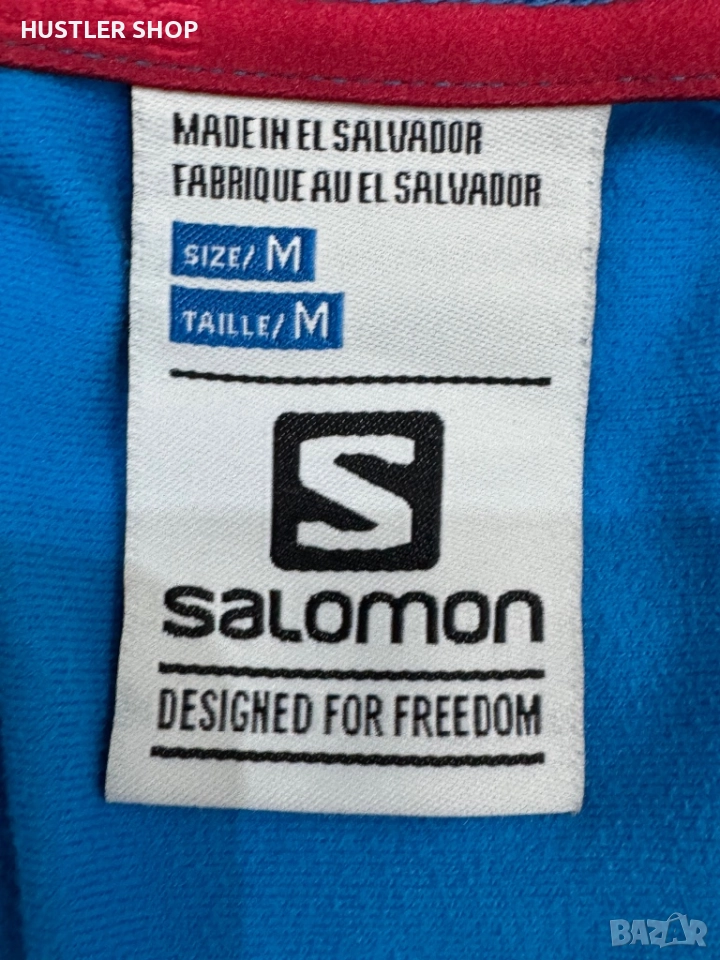 HUSTLER SHOP
MADE IN EL SALVADOR
FABRIQUE AU EL SALVADOR
SIZE/ M
TAILLE/ M
S
SALOMON
DESIGNED FOR FREEDOM
BAZAR